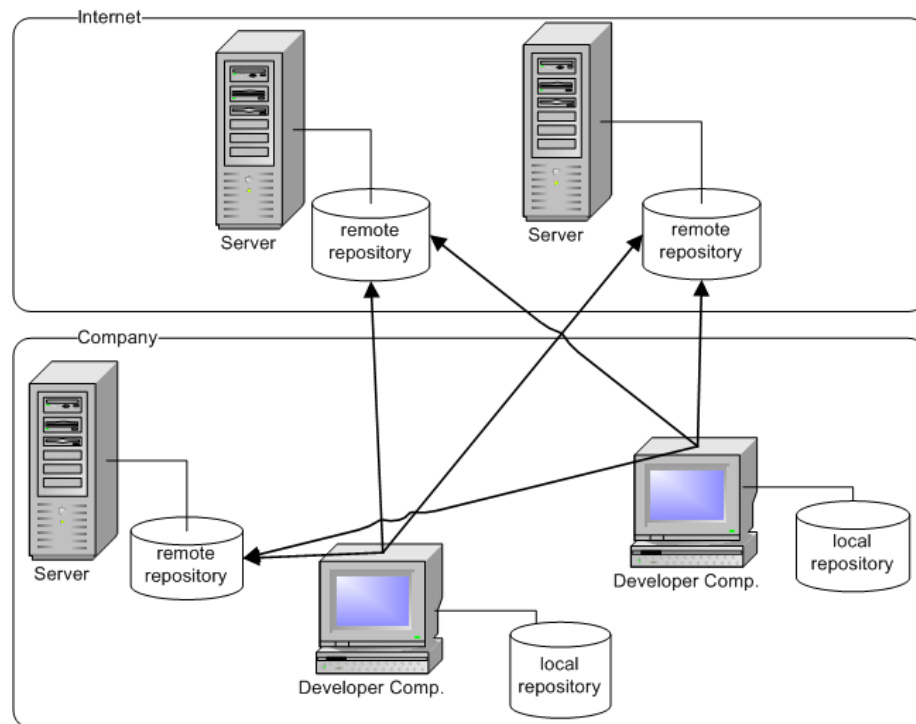 Internet
Server
remote
repository
Server
remote
repository
Company
Server
remote
repository
Developer Comp.
local
repository
Developer Comp.
local
repository